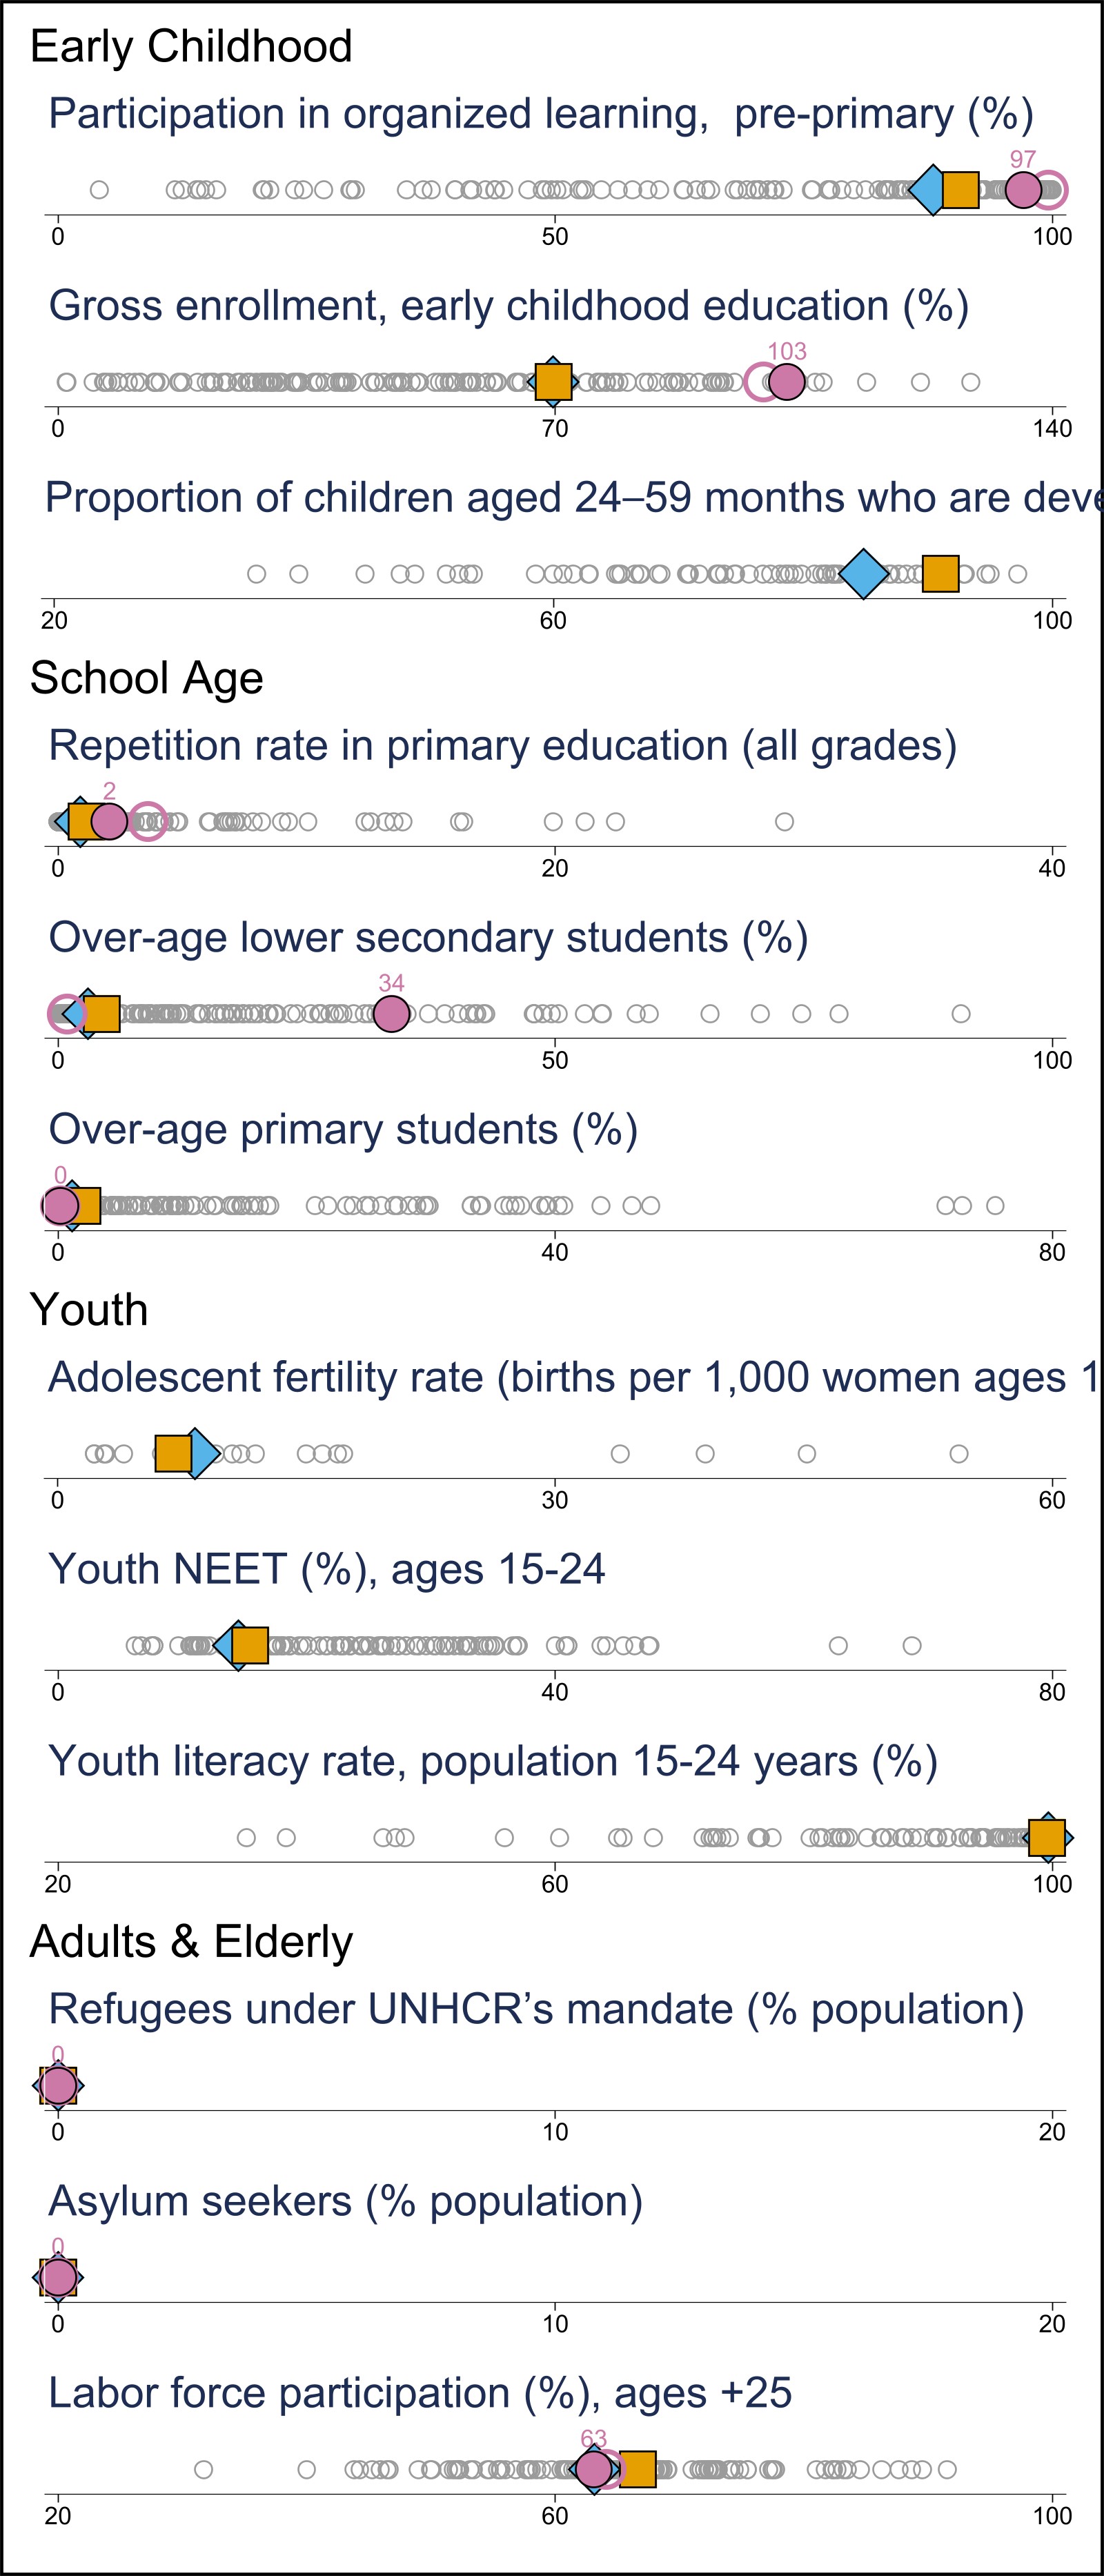 Early Childhood
Participation in organized learning,  pre-primary (%)
97
0 50 100
Gross enrollment, early childhood education (%)
103
0 70 140
Proportion of children aged 24–59 months who are deve
20 60 100
School Age
Repetition rate in primary education (all grades)
2
0 20 40
Over-age lower secondary students (%)
34
0 50 100
Over-age primary students (%)
0
0 40 80
Youth
Adolescent fertility rate (births per 1,000 women ages 1
0 30 60
Youth NEET (%), ages 15-24
0 40 80
Youth literacy rate, population 15-24 years (%)
20 60 100
Adults & Elderly
Refugees under UNHCR’s mandate (% population)
0
0 10 20
Asylum seekers (% population)
0
0 10 20
Labor force participation (%), ages +25
63
20 60 100